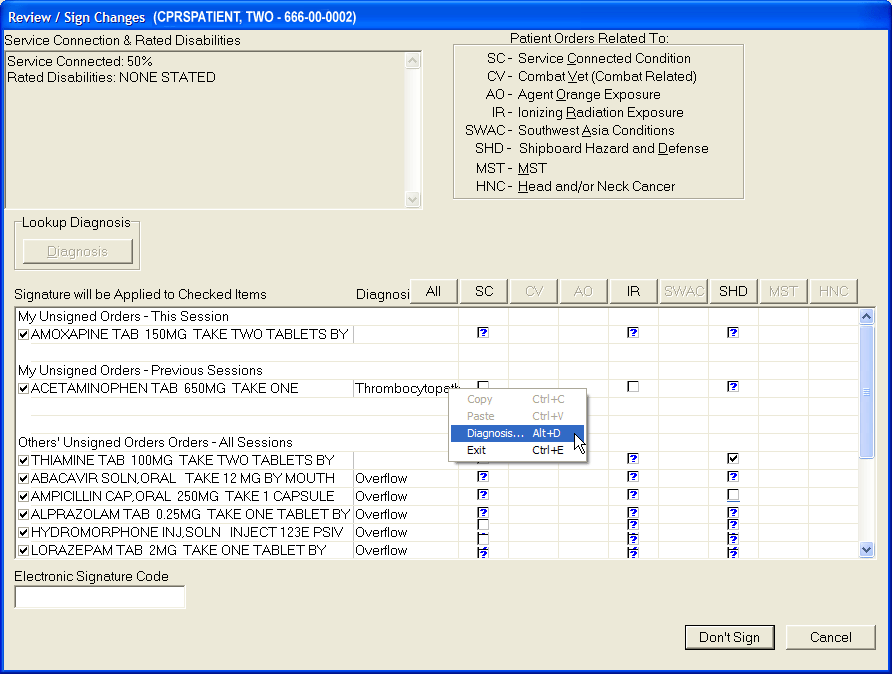 Review / Sign Changes (CPRSPATIENT, TWO - 666-00-0002)
Service Connection & Rated Disabilities
Service Connected: 50%
Rated Disabilities: NONE STATED
Patient Orders Related To:
SC - Service Connected Condition
CV - Combat Vet (Combat Related)
AO - Agent Orange Exposure
IR - Ionizing Radiation Exposure
SWAC - Southwest Asia Conditions
SHD - Shipboard Hazard and Defense
MST - MST
HNC - Head and/or Neck Cancer
Lookup Diagnosis
Diagnosis
Signature will be Applied to Checked Items Diagnosi All SC CV AO IR SWAC SHD MST HNC
My Unsigned Orders - This Session
AMOXAPINE TAB 150MG TAKE TWO TABLETS BY ? ? ?
My Unsigned Orders - Previous Sessions
ACETAMINOPHEN TAB 650MG TAKE ONE Thrombocytopath ?
Copy Ctrl+C
Paste Ctrl+V
Diagnosis... Alt+D
Exit Ctrl+E
Others' Unsigned Orders Orders - All Sessions
THIAMINE TAB 100MG TAKE TWO TABLETS BY ?
ABACAVIR SOLN,ORAL TAKE 12 MG BY MOUTH Overflow ? ? ?
AMPICILLIN CAP,ORAL 250MG TAKE 1 CAPSULE Overflow ? ?
ALPRAZOLAM TAB 0.25MG TAKE ONE TABLET BY Overflow ? ? ?
HYDROMORPHONE INJ,SOLN INJECT 123E PSIV Overflow ? ?
LORAZEPAM TAB 2MG TAKE ONE TABLET BY Overflow ? ? ?
Electronic Signature Code
Don't Sign Cancel